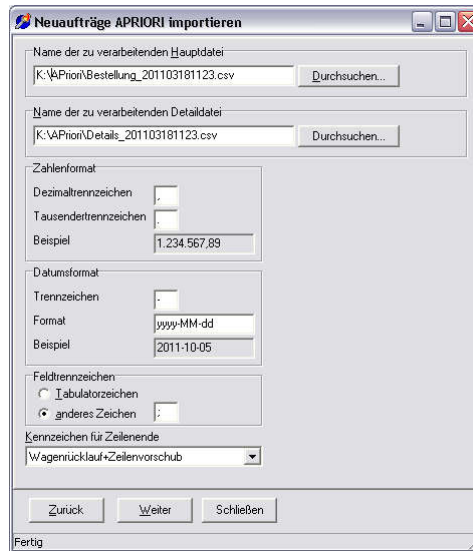 Neuaufträge APRIORI importieren
Name der zu verarbeitenden Hauptdatei
K:\APriori\Bestellung_201103181123.csv
Durchsuchen...
Name der zu verarbeitenden Detaildatei
K:\APriori\Details_201103181123.csv
Durchsuchen...
Zahlenformat
Dezimaltrennzeichen ,
Tausendertrennzeichen .
Beispiel 1.234.567,89
Datumsformat
Trennzeichen -
Format yyyy-MM-dd
Beispiel 2011-10-05
Feldtrennzeichen
Tabulatorzeichen
anderes Zeichen ;
Kennzeichen für Zeilenende
Wagenrücklauf+Zeilenvorschub
Zurück Weiter Schließen
Fertig